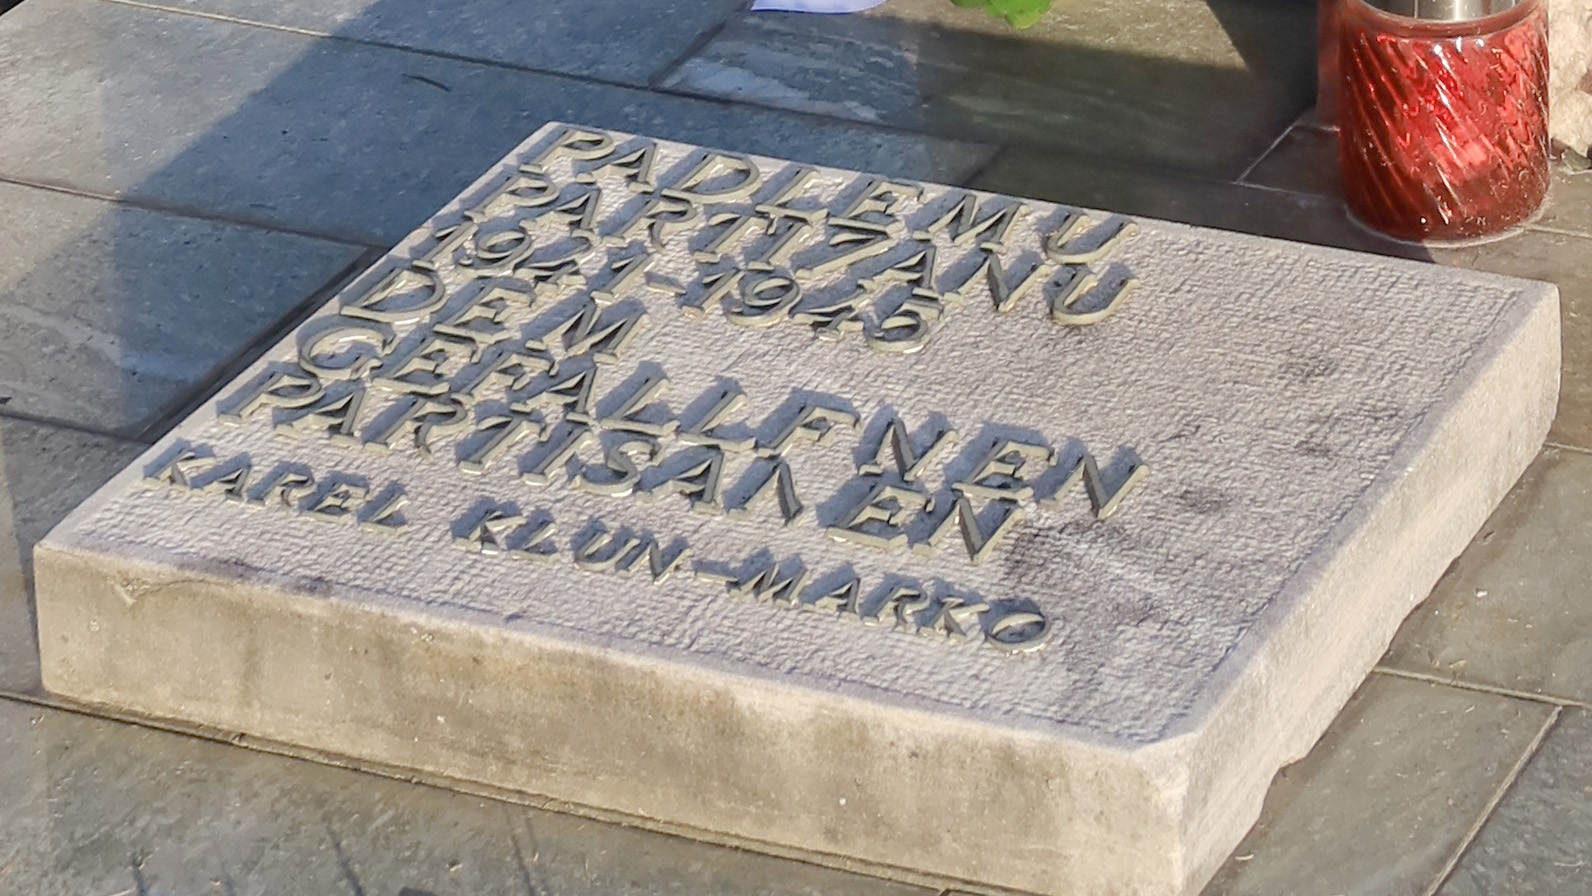 PADLEMU
PARTIZANU
1941-1945
DEM
GEFALLENEN
PARTISANEN
KAREL KLUN-MARKO